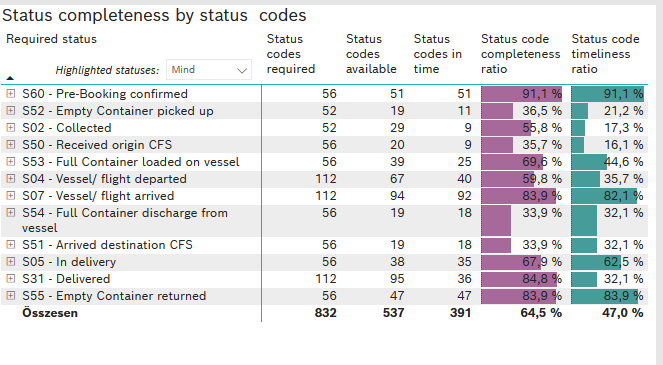 Status completeness by status codes
Required status Status codes required Status codes available Status codes in time Status code completeness ratio Status code timeliness ratio
Highlighted statuses: Mind
S60 - Pre-Booking confirmed 56 51 51 91,1 % 91,1 %
S52 - Empty Container picked up 52 19 11 36,5 % 21,2 %
S02 - Collected 52 29 9 55,8 % 17,3 %
S50 - Received origin CFS 56 20 9 35,7 % 16,1 %
S53 - Full Container loaded on vessel 56 39 25 69,6 % 44,6 %
S04 - Vessel/ flight departed 112 67 40 59,8 % 35,7 %
S07 - Vessel/ flight arrived 112 94 92 83,9 % 82,1 %
S54 - Full Container discharge from 56 19 18 33,9 % 32,1 %
vessel
S51 - Arrived destination CFS 56 19 18 33,9 % 32,1 %
S05 - In delivery 56 38 35 67,9 % 62,5 %
S31 - Delivered 112 95 36 84,8 % 32,1 %
S55 - Empty Container returned 56 47 47 83,9 % 83,9 %
Összesen 832 537 391 64,5 % 47,0 %